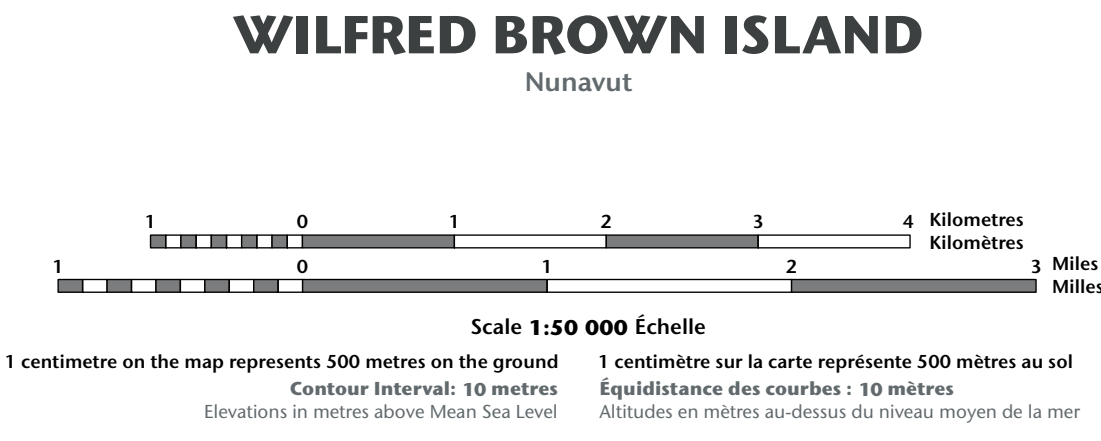 WILFRED BROWN ISLAND
Nunavut
1 0 1 2 3 4 Kilometres
Kilomètres
1 0 1 2 3 Miles
Milles
Scale 1:50 000 Échelle
1 centimetre on the map represents 500 metres on the ground
Contour Interval: 10 metres
Elevations in metres above Mean Sea Level
1 centimètre sur la carte représente 500 mètres au sol
Équidistance des courbes : 10 mètres
Altitudes en mètres au-dessus du niveau moyen de la mer